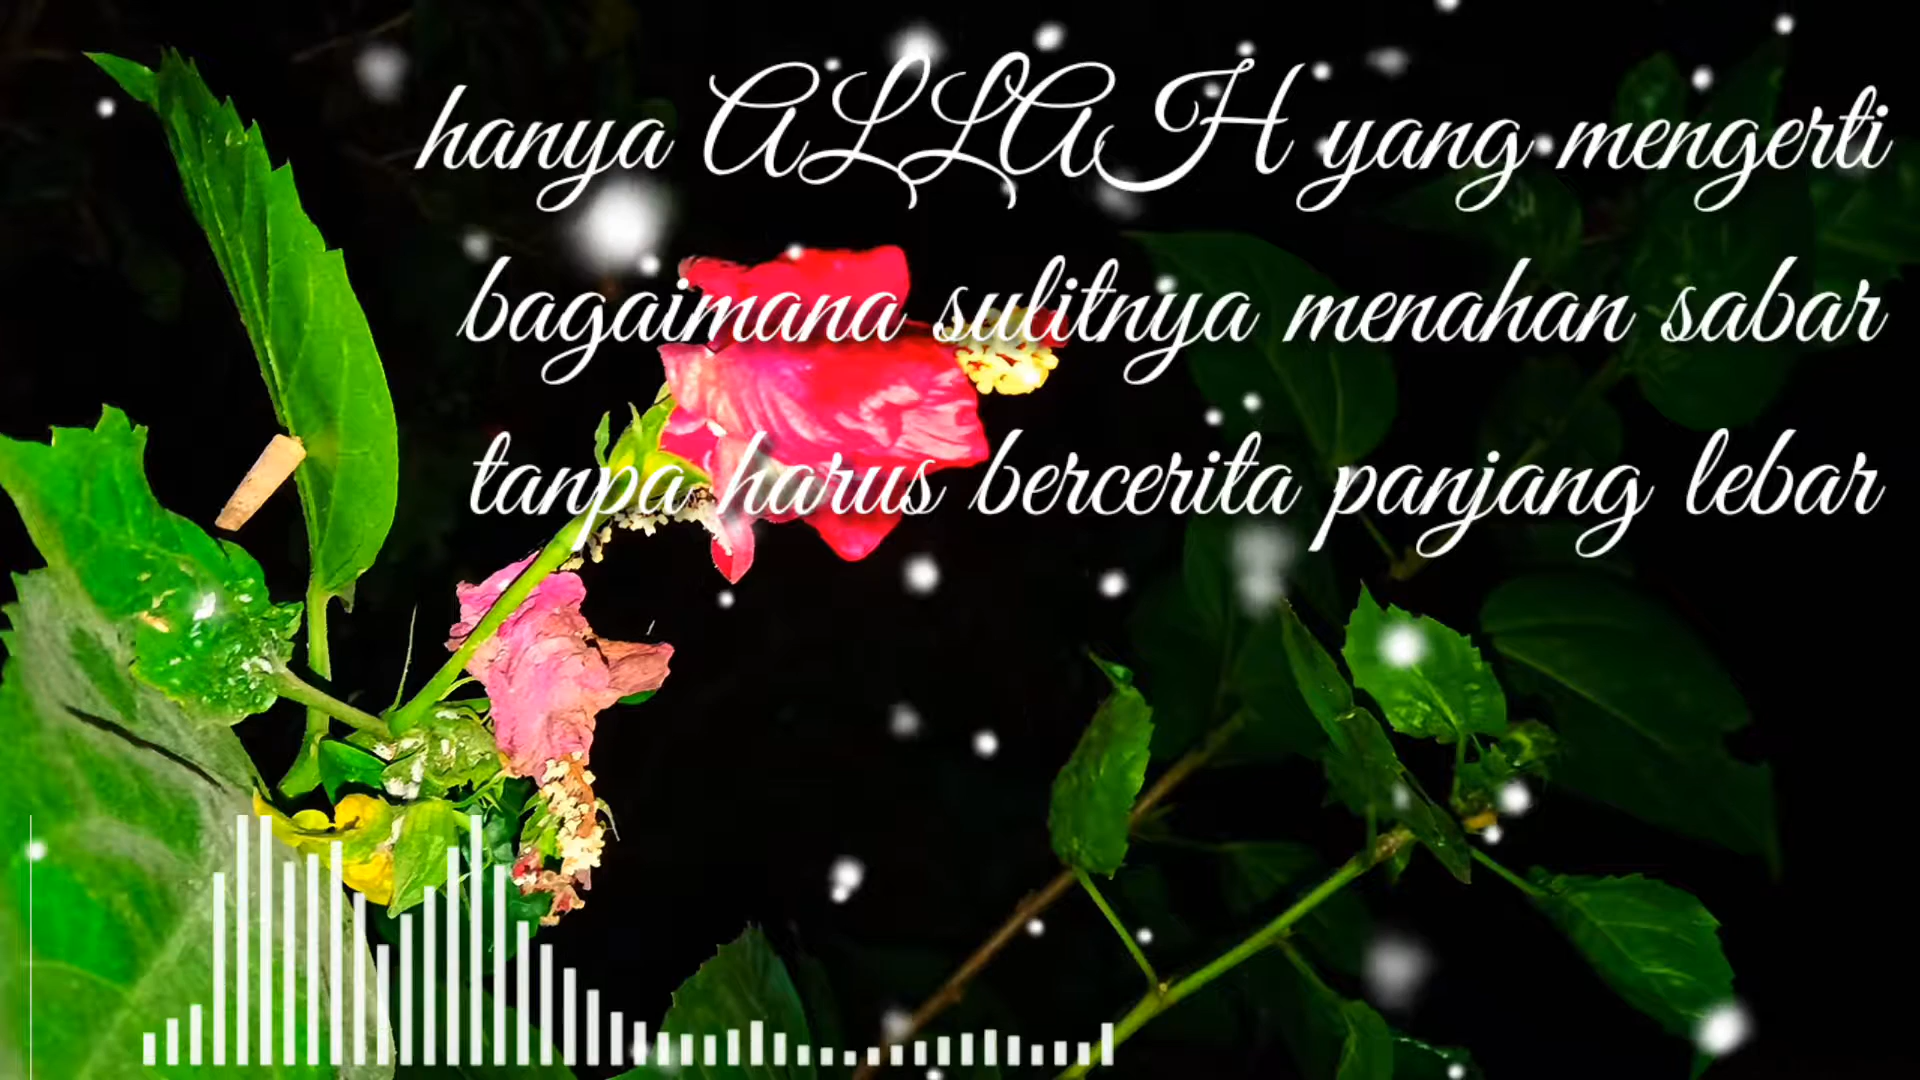 hanya ALLAH yang mengerti
bagaimana sulitnya menahan sabar
tanpa harus bercerita panjang lebar